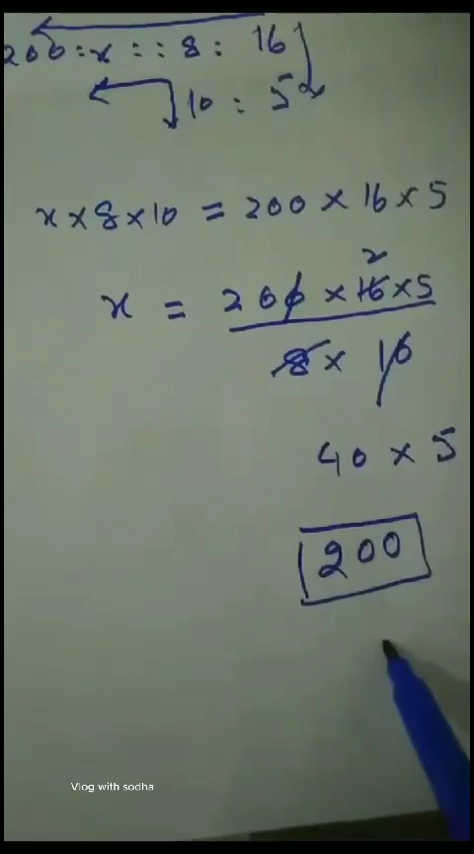 200 : x :: 8 : 16
10 : 5
x × 8 × 10 = 200 × 16 × 5
2
x = 200 × 16 × 5
8 × 10
40 × 5
200
Vlog with sodha